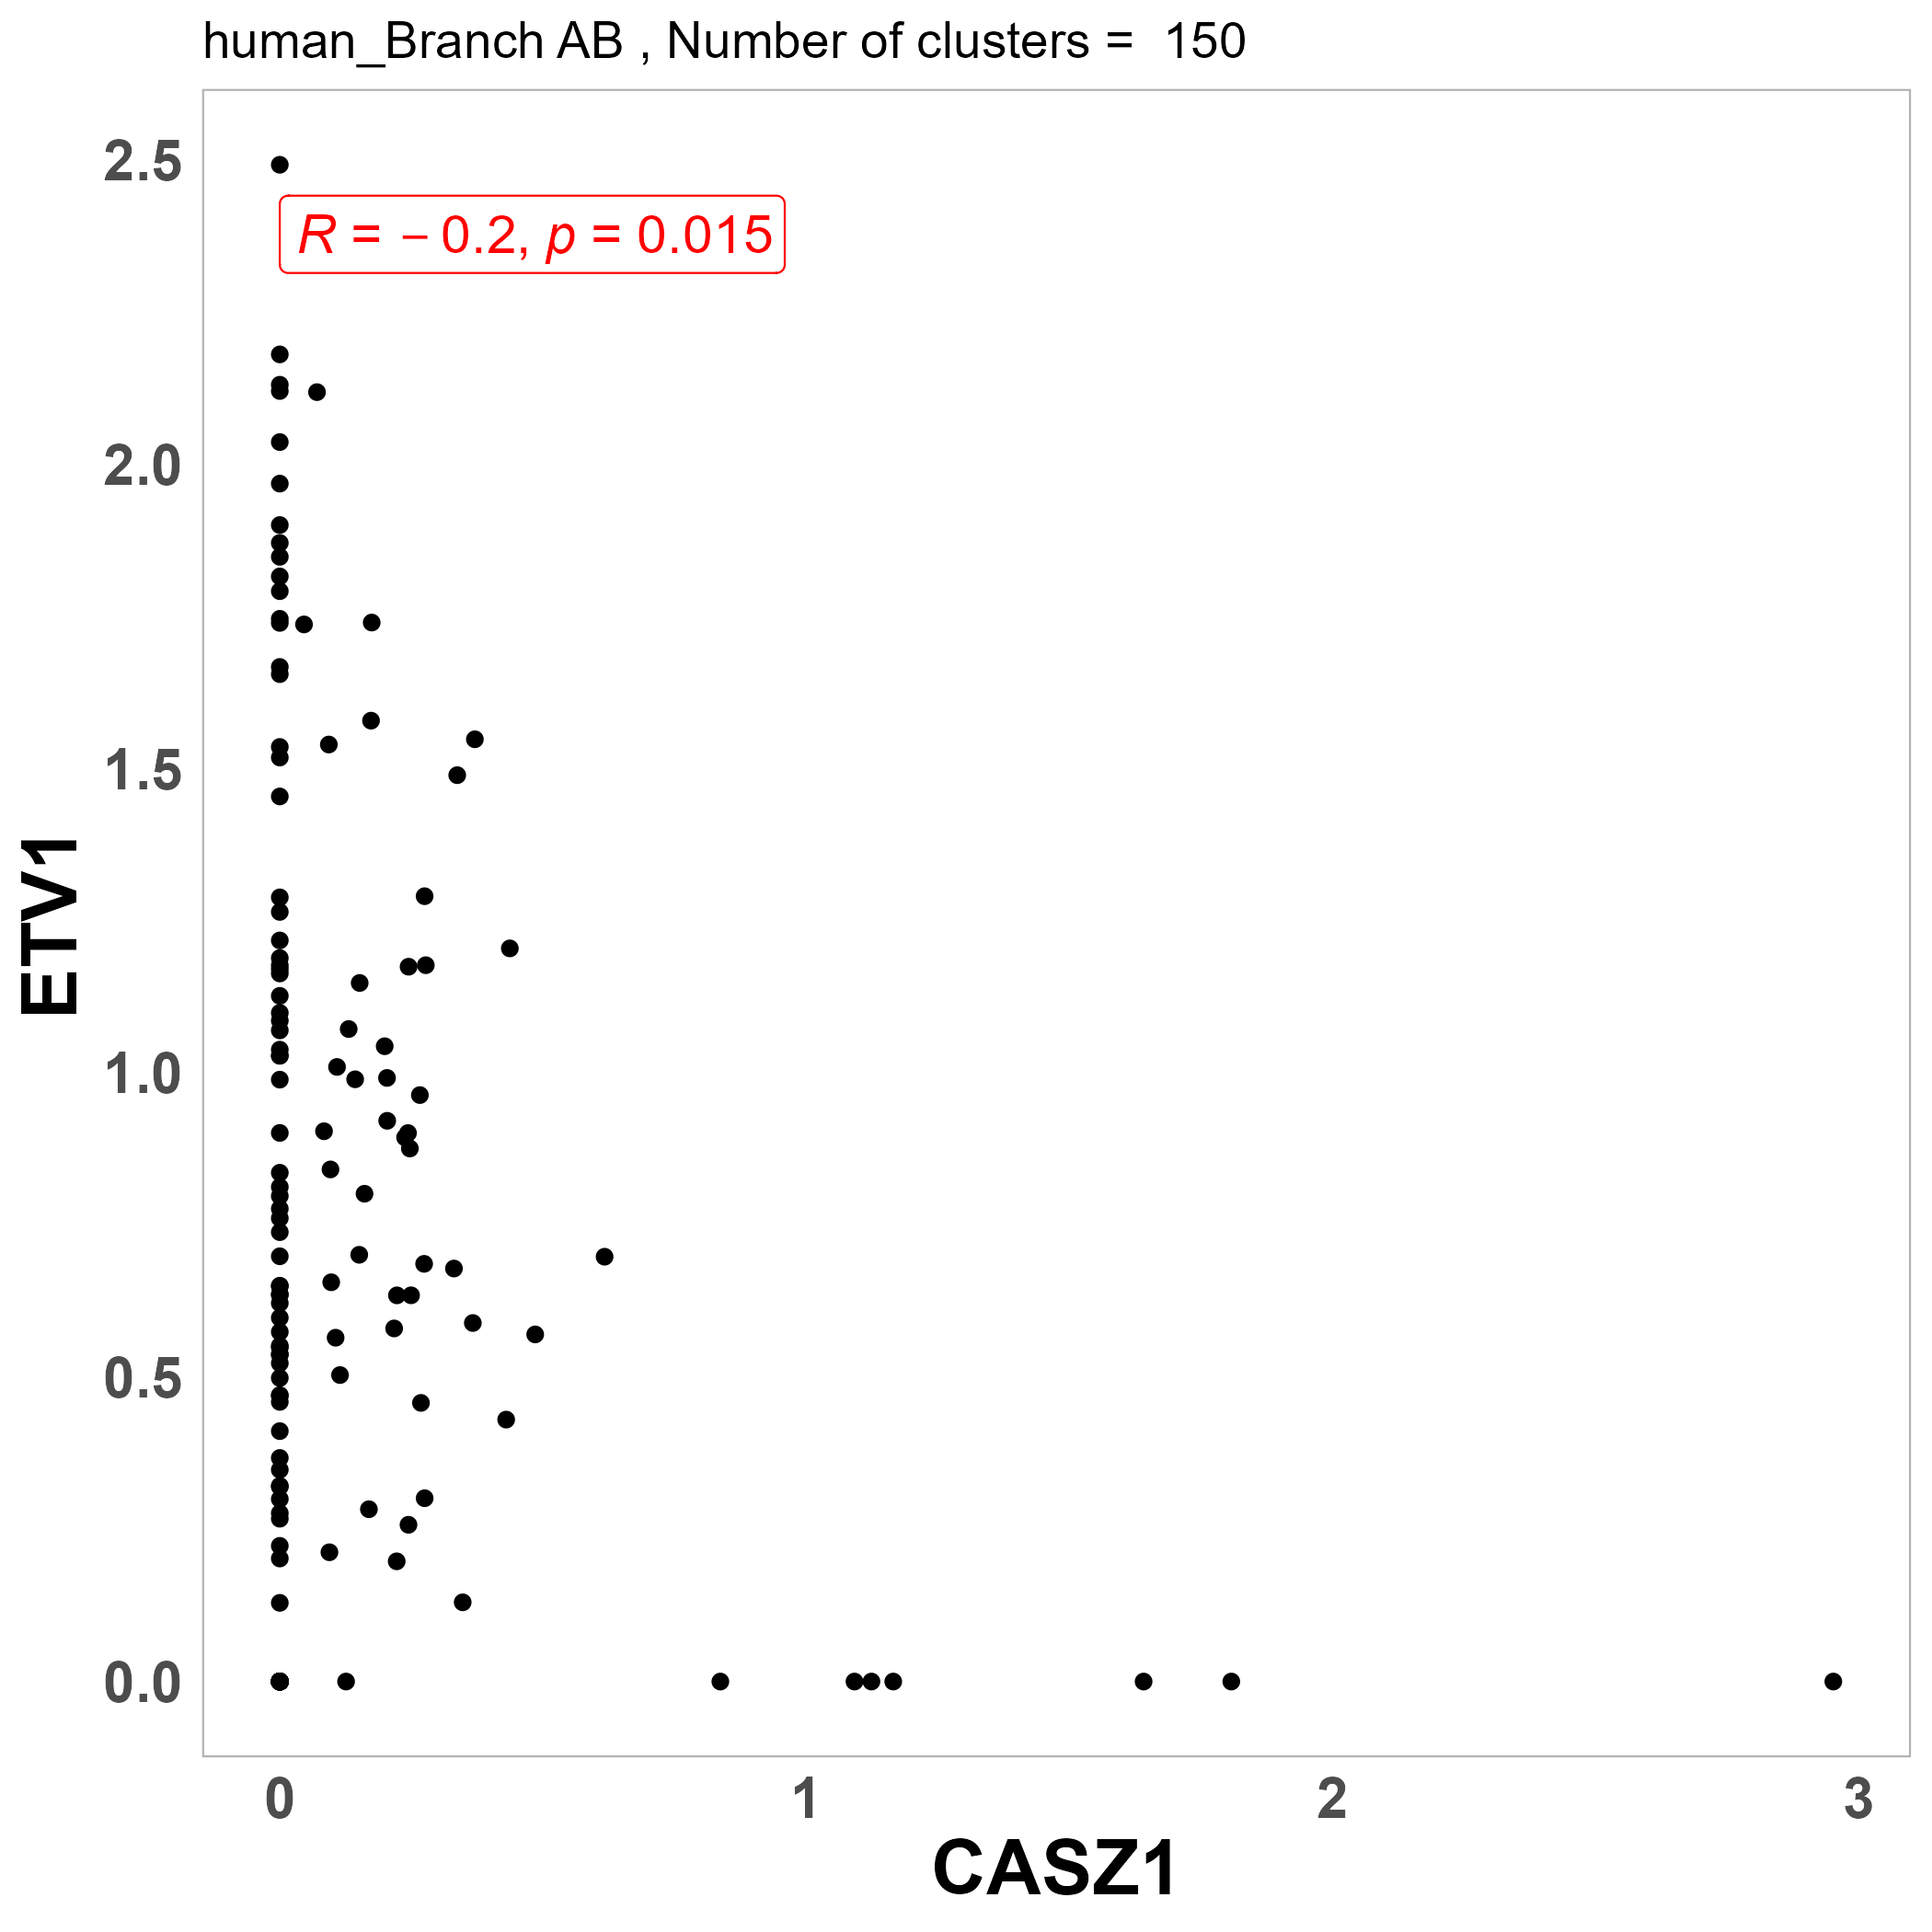 human_Branch AB , Number of clusters =  150
2.5
R = – 0.2, p = 0.015
2.0
1.5
ETV1
1.0
0.5
0.0
0 1 2 3
CASZ1